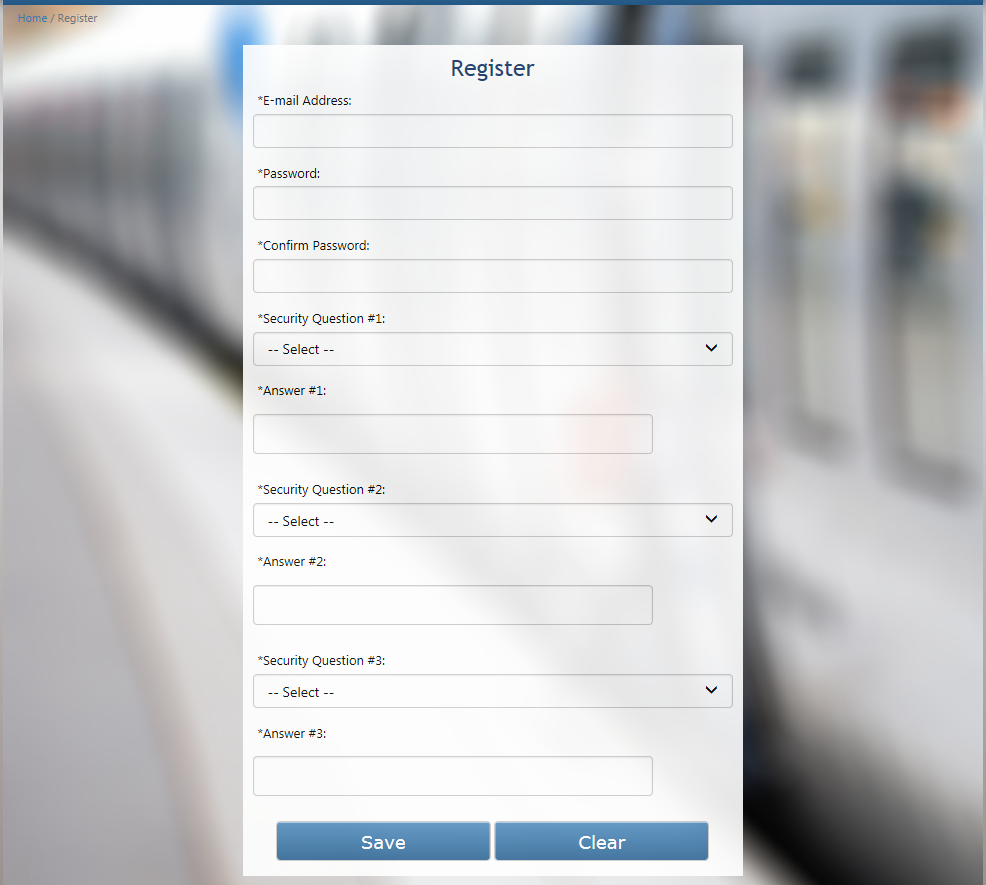 Home / Register
Register
*E-mail Address:
*Password:
*Confirm Password:
*Security Question #1:
-- Select --
*Answer #1:
*Security Question #2:
-- Select --
*Answer #2:
*Security Question #3:
-- Select --
*Answer #3:
Save Clear